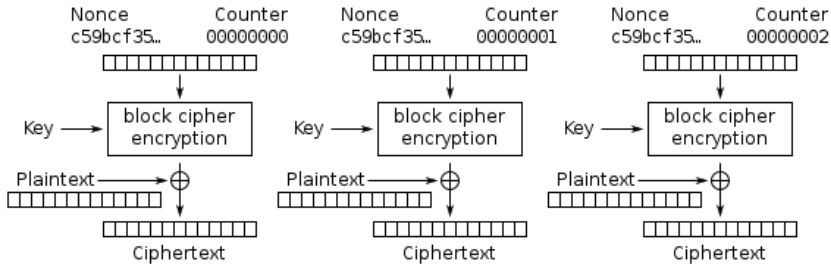 Nonce Counter Nonce Counter Nonce Counter
c59bcf35… 00000000 c59bcf35… 00000001 c59bcf35… 00000002
Key block cipher encryption Key block cipher encryption Key block cipher encryption
Plaintext Plaintext Plaintext
Ciphertext Ciphertext Ciphertext